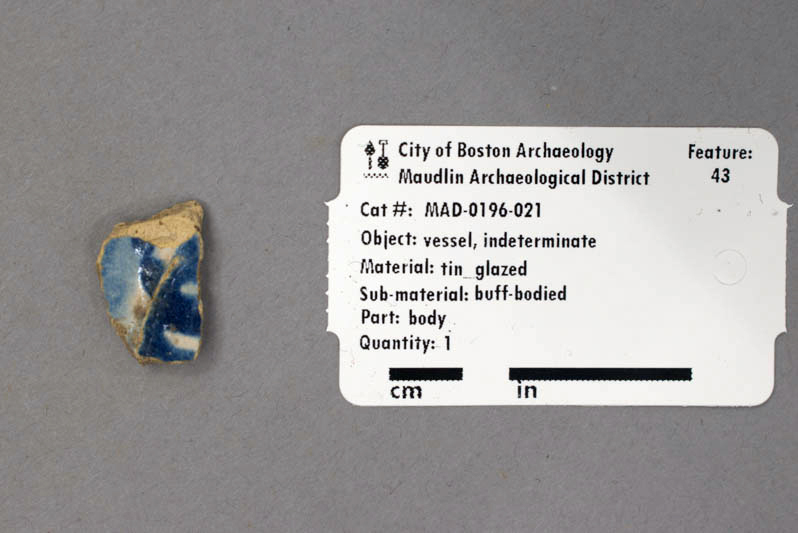 City of Boston Archaeology
Maudlin Archaeological District
Feature:
43
Cat #: MAD-0196-021
Object: vessel, indeterminate
Material: tin_glazed
Sub-material: buff-bodied
Part: body
Quantity: 1
cm in